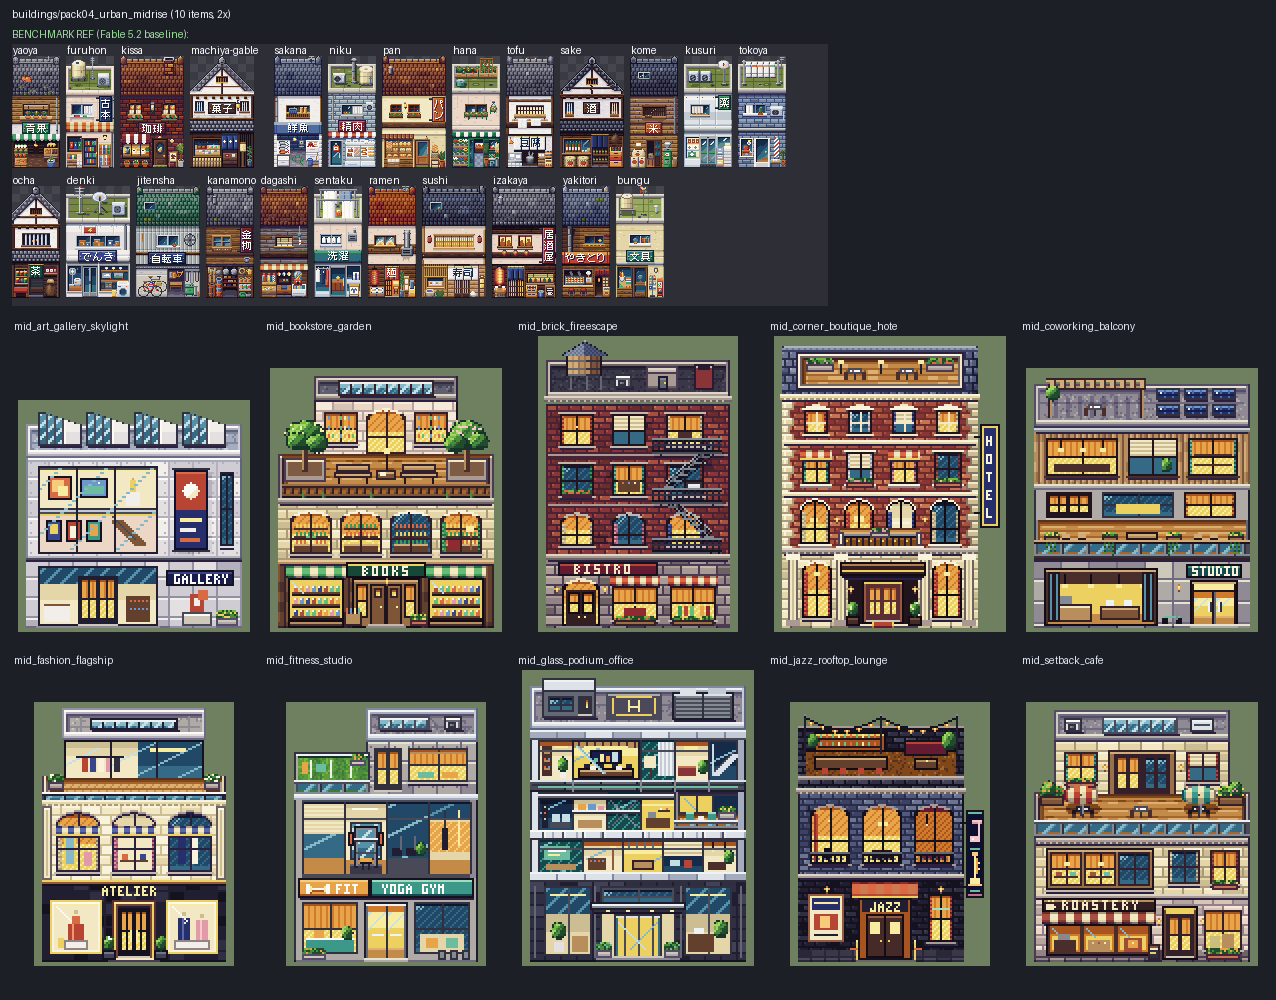 buildings/pack04_urban_midrise (10 items, 2x)
BENCHMARK REF (Fable 5.2 baseline):
yaoya furuhon kissa machiya-gable sakana niku pan hana tofu sake kome kusuri tokoya
古本
パン
薬
菓子
酒
青果
珈琲
鮮魚
精肉
豆腐
米
ocha denki jitensha kanamono dagashi sentaku ramen sushi izakaya yakitori bungu
金物
居酒屋
でんき
自転車
洗濯
やきとり
文具
茶
麺
寿司
mid_art_gallery_skylight mid_bookstore_garden mid_brick_fireescape mid_corner_boutique_hote mid_coworking_balcony
HOTEL
GALLERY
BOOKS
BISTRO
STUDIO
mid_fashion_flagship mid_fitness_studio mid_glass_podium_office mid_jazz_rooftop_lounge mid_setback_cafe
H
ATELIER
FIT
YOGA GYM
JAZZ
ROASTERY